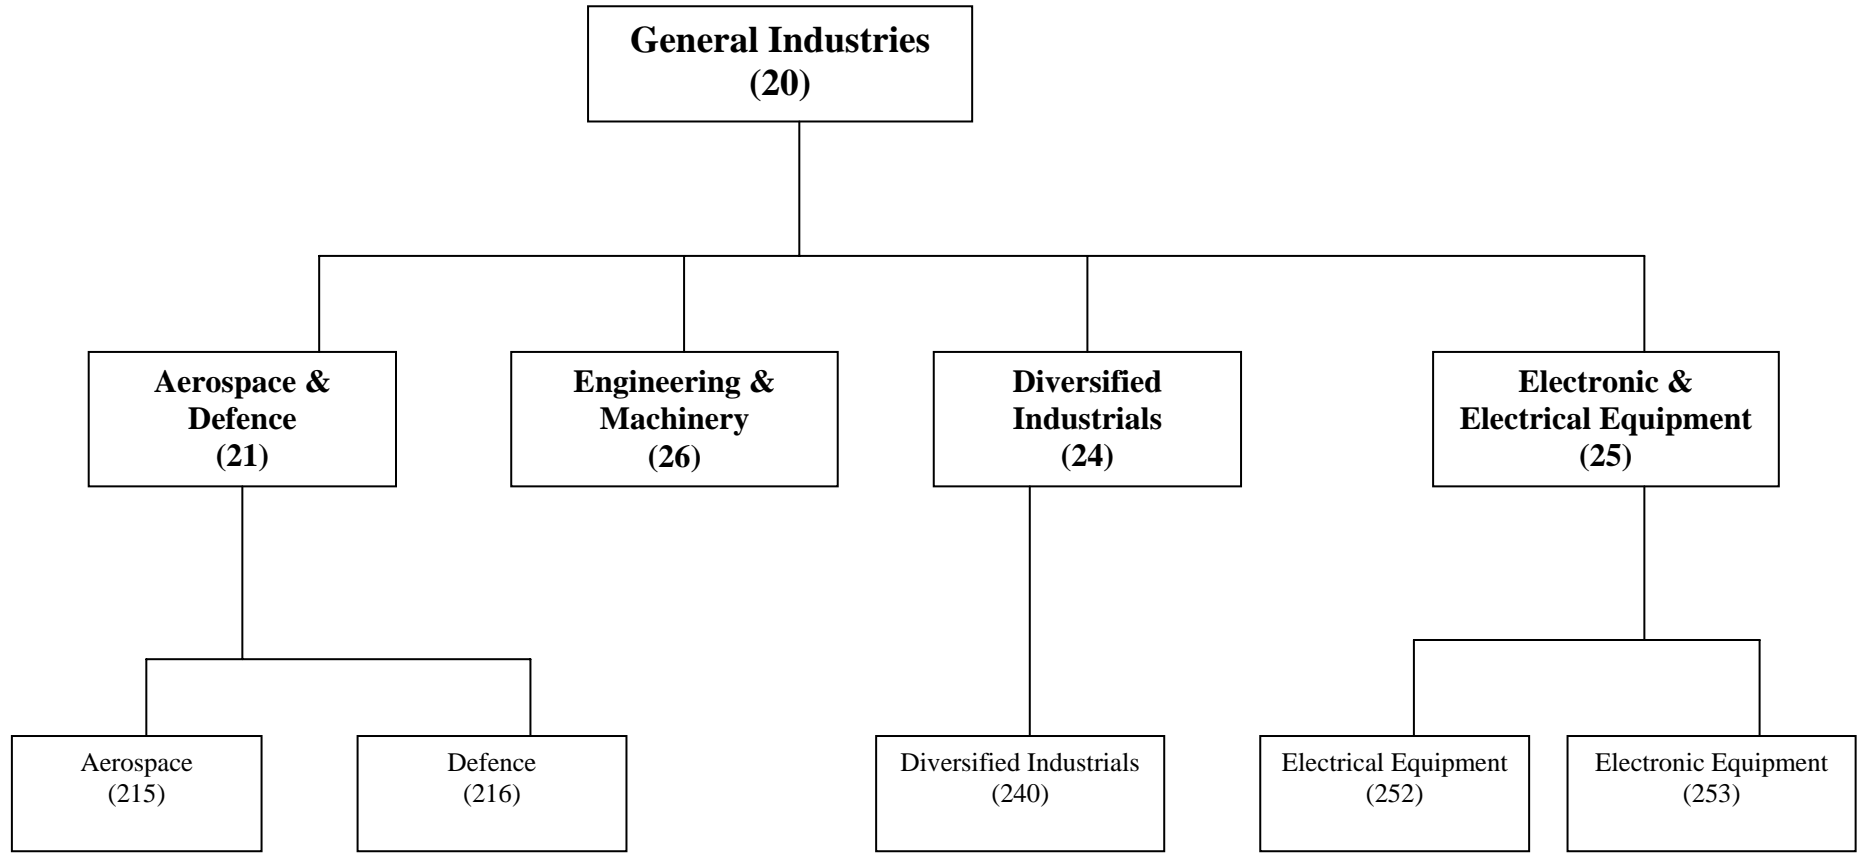 General Industries
(20)
Aerospace &
Defence
(21)
Engineering &
Machinery
(26)
Diversified
Industrials
(24)
Electronic &
Electrical Equipment
(25)
Aerospace
(215)
Defence
(216)
Diversified Industrials
(240)
Electrical Equipment
(252)
Electronic Equipment
(253)